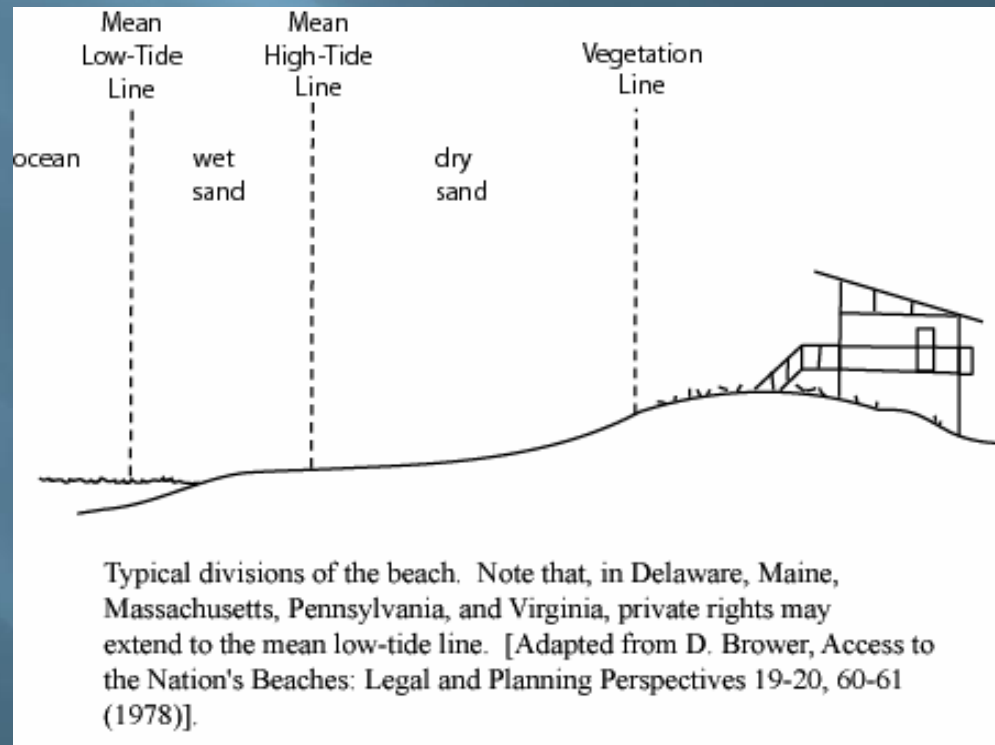 Mean
Low-Tide
Line
Mean
High-Tide
Line
Vegetation
Line
ocean
wet
sand
dry
sand
Typical divisions of the beach.  Note that, in Delaware, Maine,
Massachusetts, Pennsylvania, and Virginia, private rights may
extend to the mean low-tide line.  [Adapted from D. Brower, Access to
the Nation's Beaches: Legal and Planning Perspectives 19-20, 60-61
(1978)].